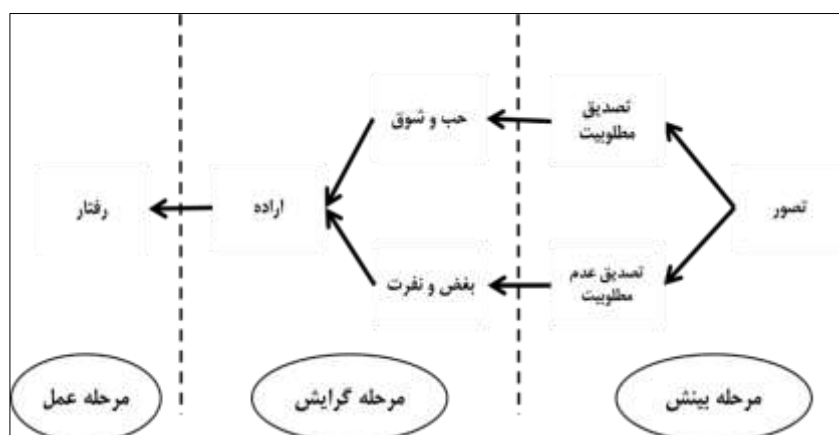 تصور
تصدیق
مطلوبیت
تصدیق عدم
مطلوبیت
حب و شوق
بغض و نفرت
اراده
رفتار
مرحله بینش
مرحله گرایش
مرحله عمل